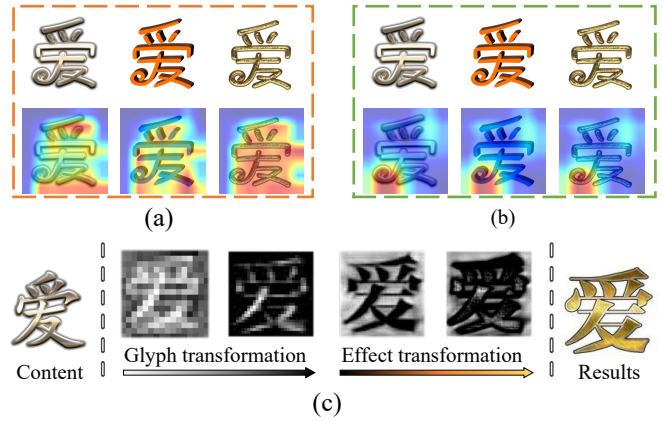 爱 爱 爱 爱 爱 爱
爱 爱 爱 爱 爱 爱
(a) (b)
爱 爱 爱 爱 爱 爱
Glyph transformation Effect transformation
Content Results
(c)